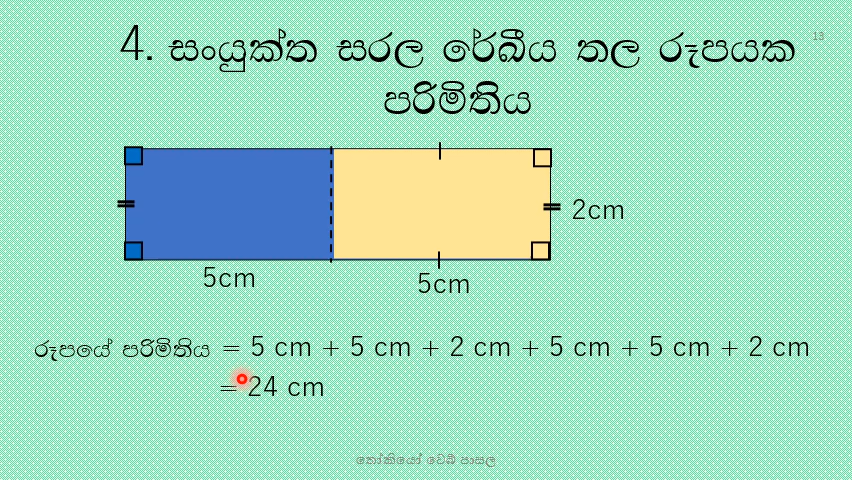 13
4. සංයුක්ත සරල රේඛීය තල රූපයක
පරිමිතිය
2cm
5cm
5cm
රූපයේ පරිමිතිය = 5 cm + 5 cm + 2 cm + 5 cm + 5 cm + 2 cm
= 24 cm
තෝකියෝ වෙබ් පාසල